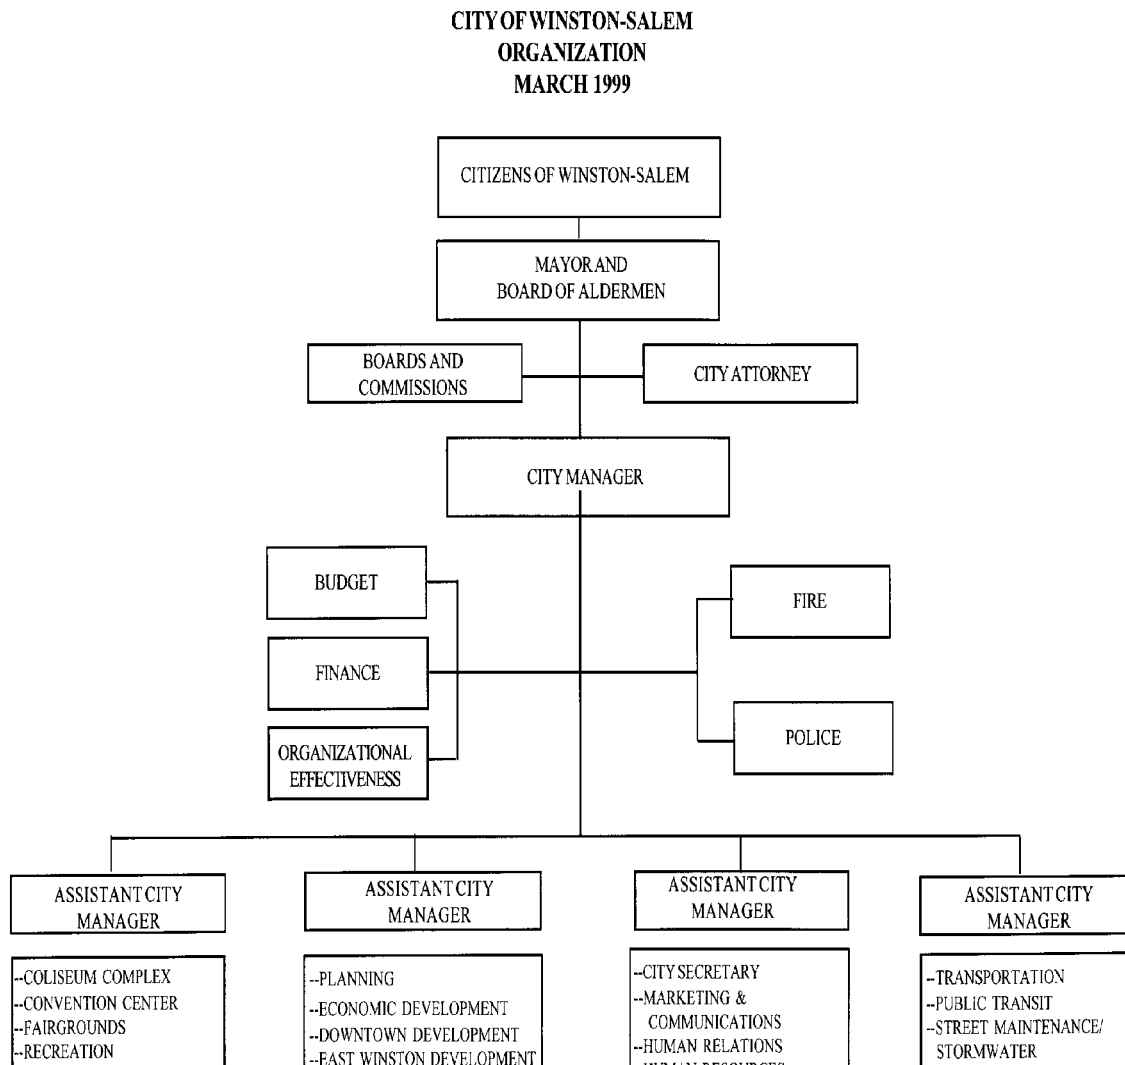 CITY OF WINSTON-SALEM
ORGANIZATION
MARCH 1999
CITIZENS OF WINSTON-SALEM
MAYOR AND
BOARD OF ALDERMEN
BOARDS AND
COMMISSIONS
CITY ATTORNEY
CITY MANAGER
BUDGET
FINANCE
ORGANIZATIONAL
EFFECTIVENESS
FIRE
POLICE
ASSISTANT CITY
MANAGER
--COLISEUM COMPLEX
--CONVENTION CENTER
--FAIRGROUNDS
--RECREATION
ASSISTANT CITY
MANAGER
--PLANNING
--ECONOMIC DEVELOPMENT
--DOWNTOWN DEVELOPMENT
--EAST WINSTON DEVELOPMENT
ASSISTANT CITY
MANAGER
--CITY SECRETARY
--MARKETING &
COMMUNICATIONS
--HUMAN RELATIONS
--HUMAN RESOURCES
ASSISTANT CITY
MANAGER
--TRANSPORTATION
--PUBLIC TRANSIT
--STREET MAINTENANCE/
STORMWATER